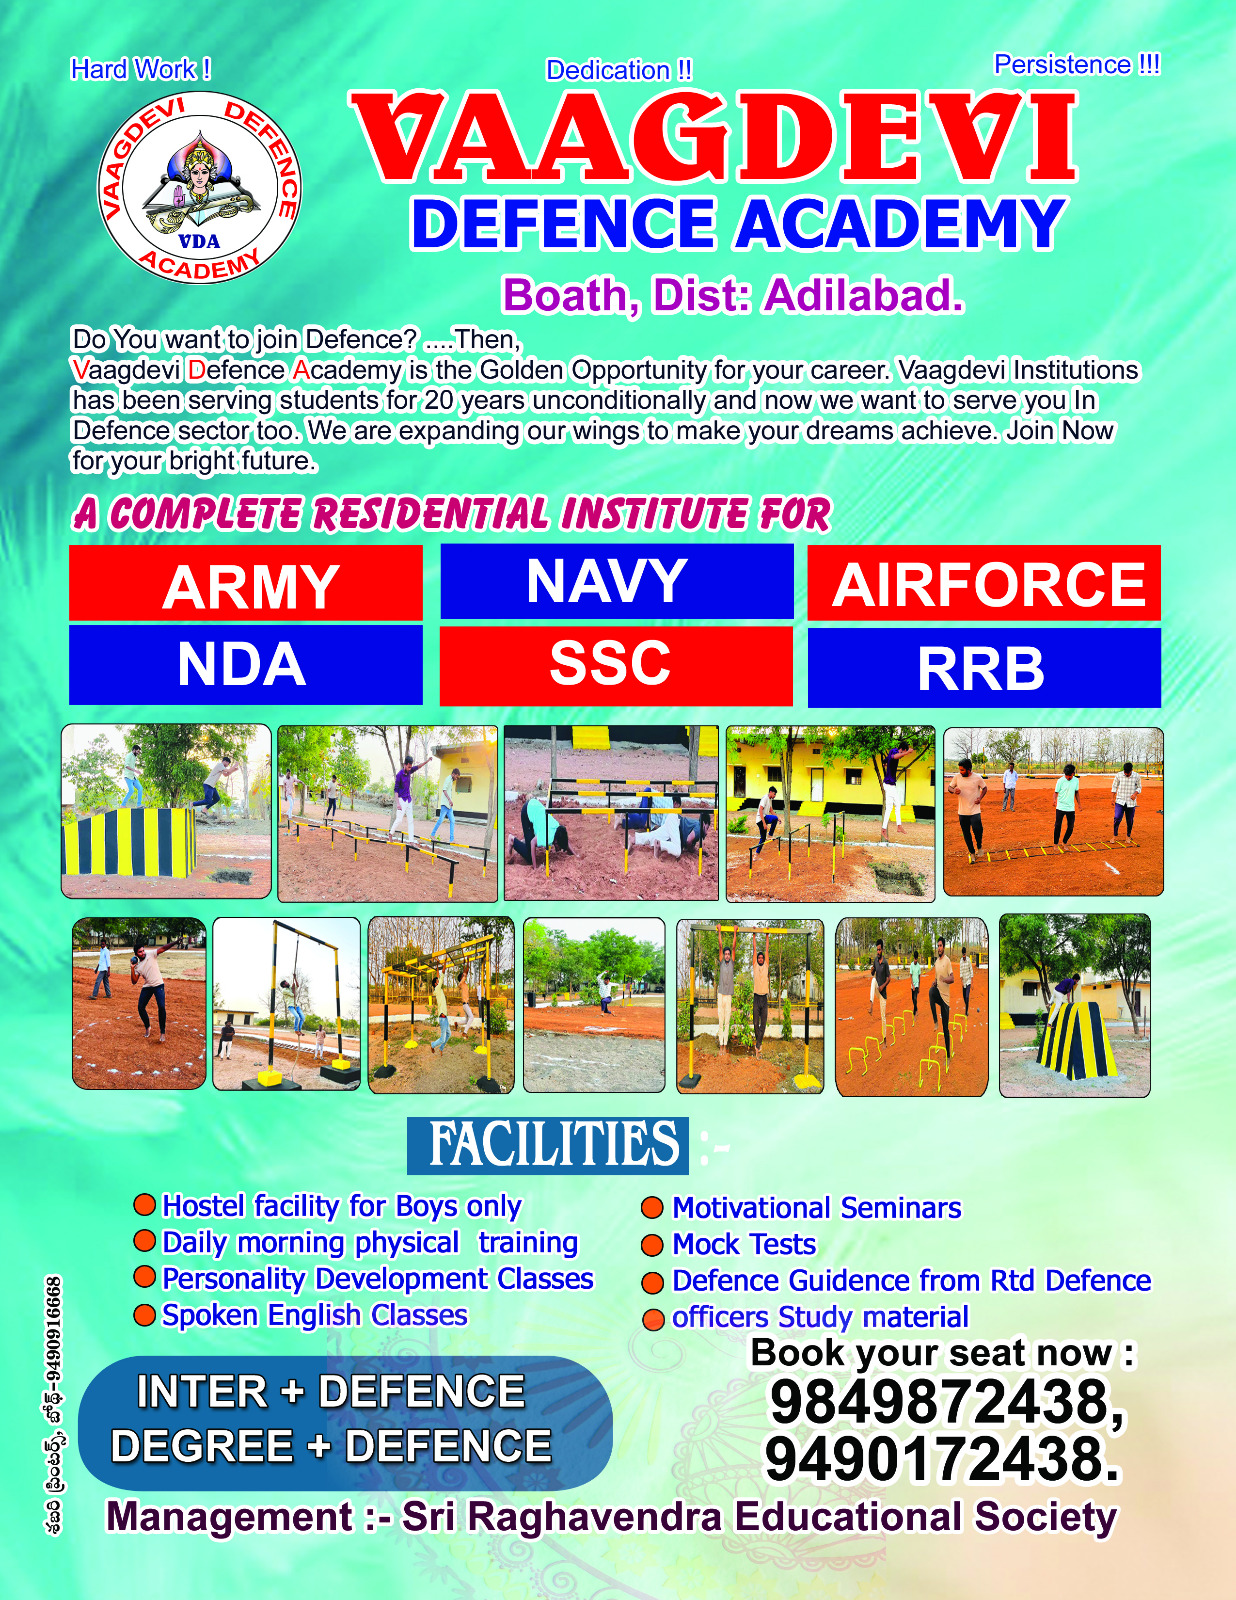 Hard Work !
Dedication !!
Persistence !!!
VAAGDEVI DEFENCE
ACADEMY
VDA
VAAGDEVI
DEFENCE ACADEMY
Boath, Dist: Adilabad.
Do You want to join Defence? ....Then,
Vaagdevi Defence Academy is the Golden Opportunity for your career. Vaagdevi Institutions
has been serving students for 20 years unconditionally and now we want to serve you In
Defence sector too. We are expanding our wings to make your dreams achieve. Join Now
for your bright future.
A COMPLETE RESIDENTIAL INSTITUTE FOR
ARMY
NAVY
AIRFORCE
NDA
SSC
RRB
FACILITIES :-
Hostel facility for Boys only
Daily morning physical training
Personality Development Classes
Spoken English Classes
Motivational Seminars
Mock Tests
Defence Guidence from Rtd Defence
officers Study material
Book your seat now :
9849872438,
9490172438.
INTER + DEFENCE
DEGREE + DEFENCE
Management :- Sri Raghavendra Educational Society
శబరి ప్రింటర్స్, బోథ్-9490916668